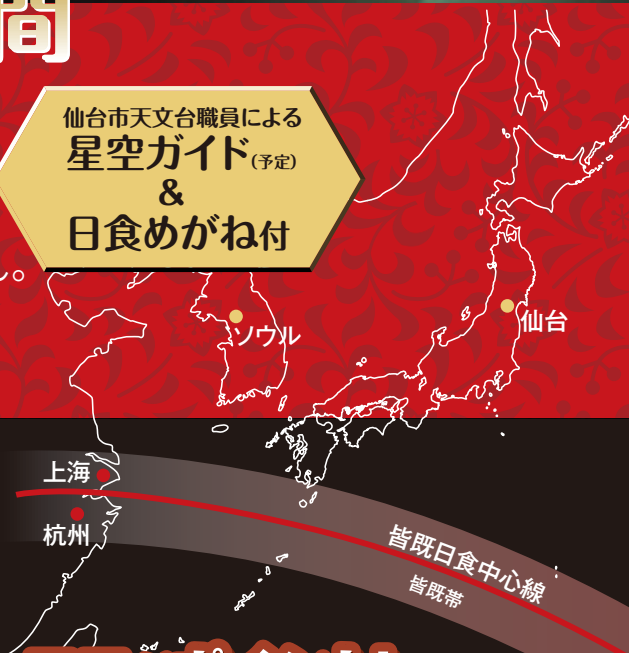 間
仙台市天文台職員による
星空ガイド(予定)
&
日食めがね付
。
ソウル
仙台
上海
杭州
皆既日食中心線
皆既帯